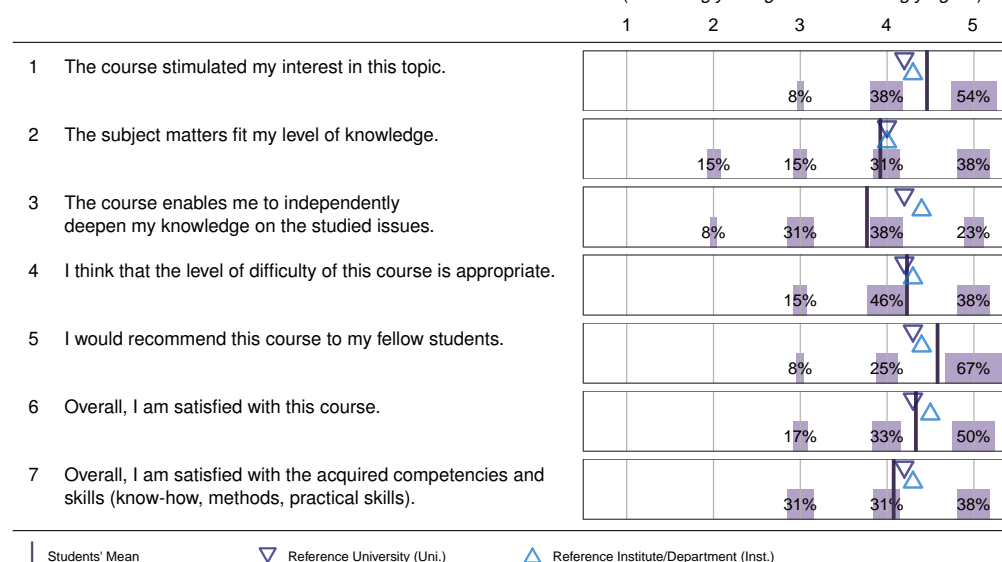 1 2 3 4 5
1 The course stimulated my interest in this topic.
8% 38% 54%
2 The subject matters fit my level of knowledge.
15% 15% 31% 38%
3 The course enables me to independently
deepen my knowledge on the studied issues.
8% 31% 38% 23%
4 I think that the level of difficulty of this course is appropriate.
15% 46% 38%
5 I would recommend this course to my fellow students.
8% 25% 67%
6 Overall, I am satisfied with this course.
17% 33% 50%
7 Overall, I am satisfied with the acquired competencies and
skills (know-how, methods, practical skills).
31% 31% 38%
Students' Mean Reference University (Uni.) Reference Institute/Department (Inst.)